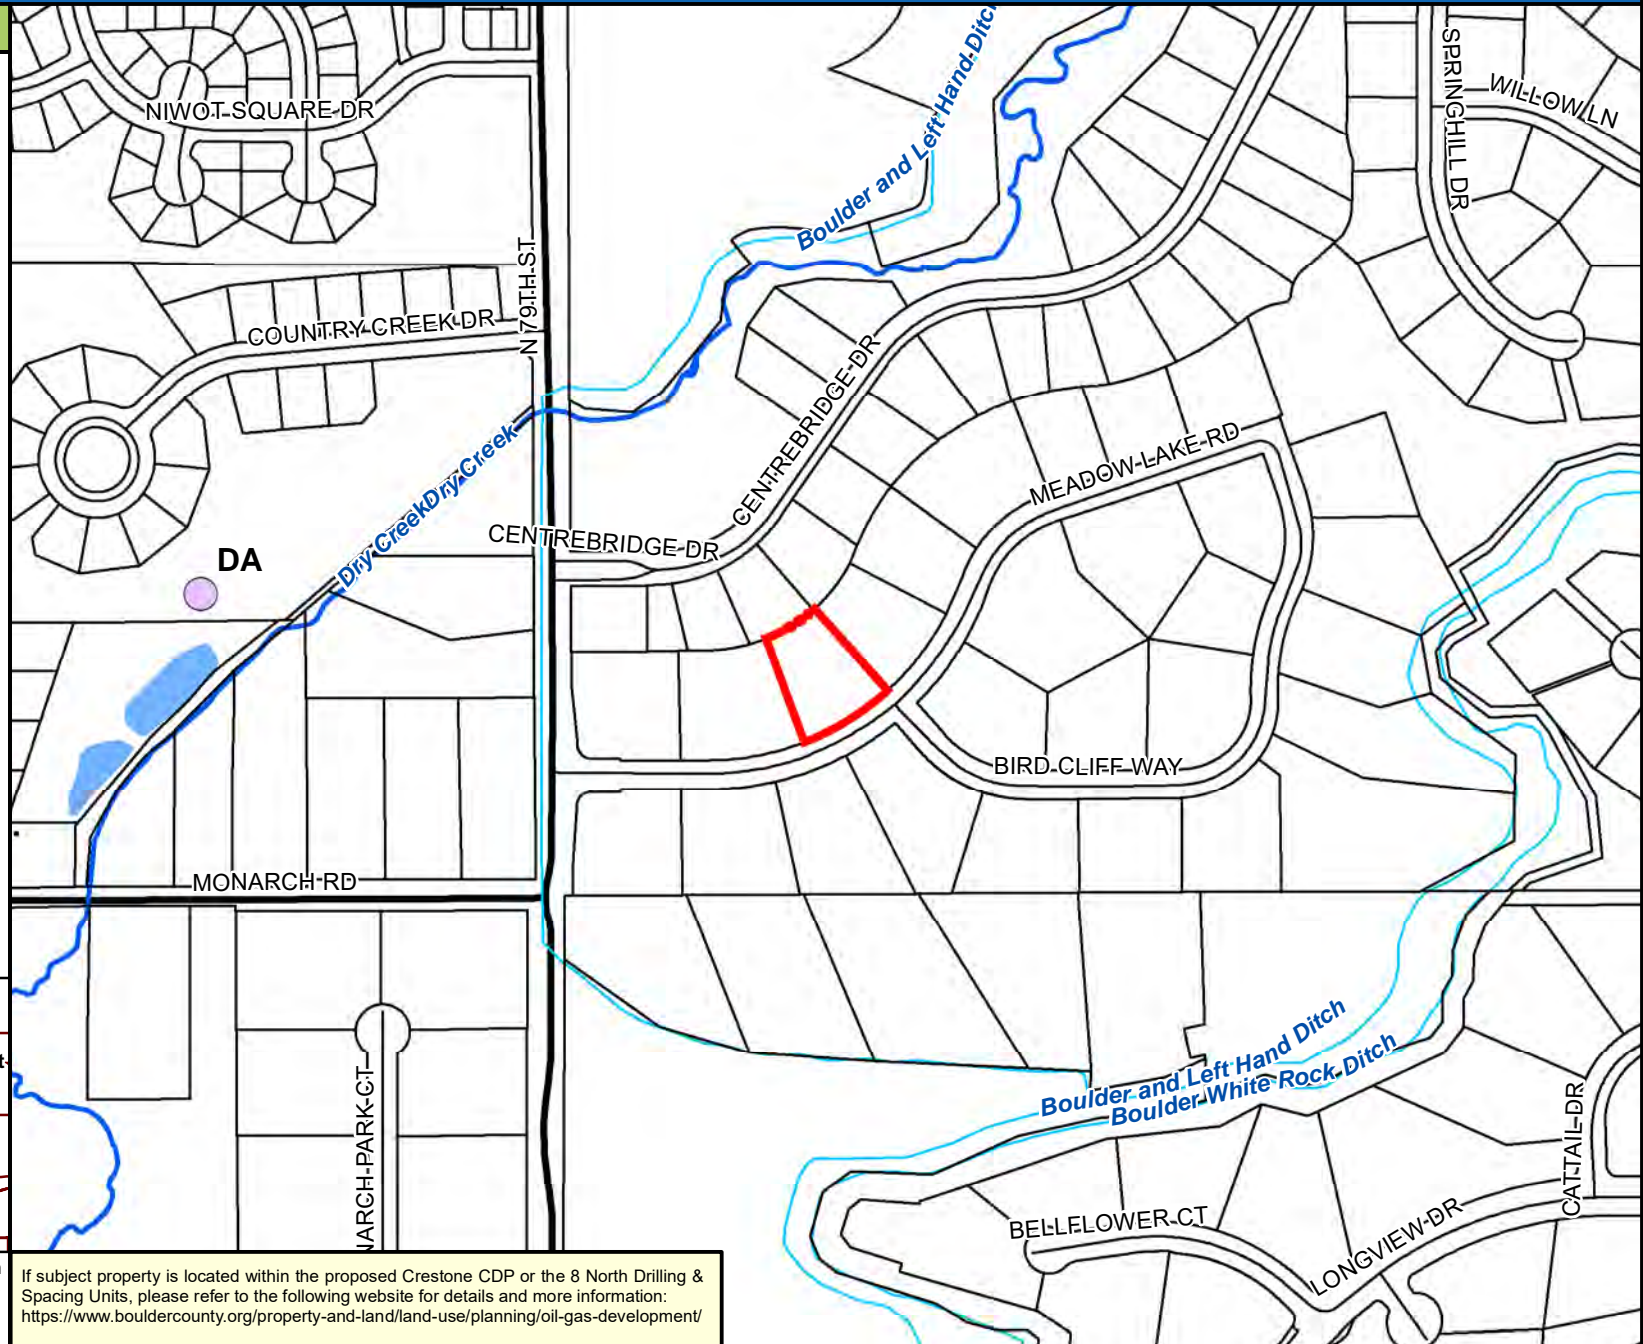 NIWOT SQUARE DR
Boulder and Left Hand Ditch
SPRINGHILL DR
WILLOW LN
N 79TH ST
COUNTRY CREEK DR
CENTREBRIDGE DR
MEADOW LAKE RD
Dry Creek
Dry Creek
CENTREBRIDGE DR
DA
BIRD CLIFF WAY
MONARCH RD
Boulder and Left Hand Ditch
Boulder White Rock Ditch
NARCH PARK CT
CATTAIL DR
BELLFLOWER CT
LONGVIEW DR
If subject property is located within the proposed Crestone CDP or the 8 North Drilling &
Spacing Units, please refer to the following website for details and more information:
https://www.bouldercounty.org/property-and-land/land-use/planning/oil-gas-development/